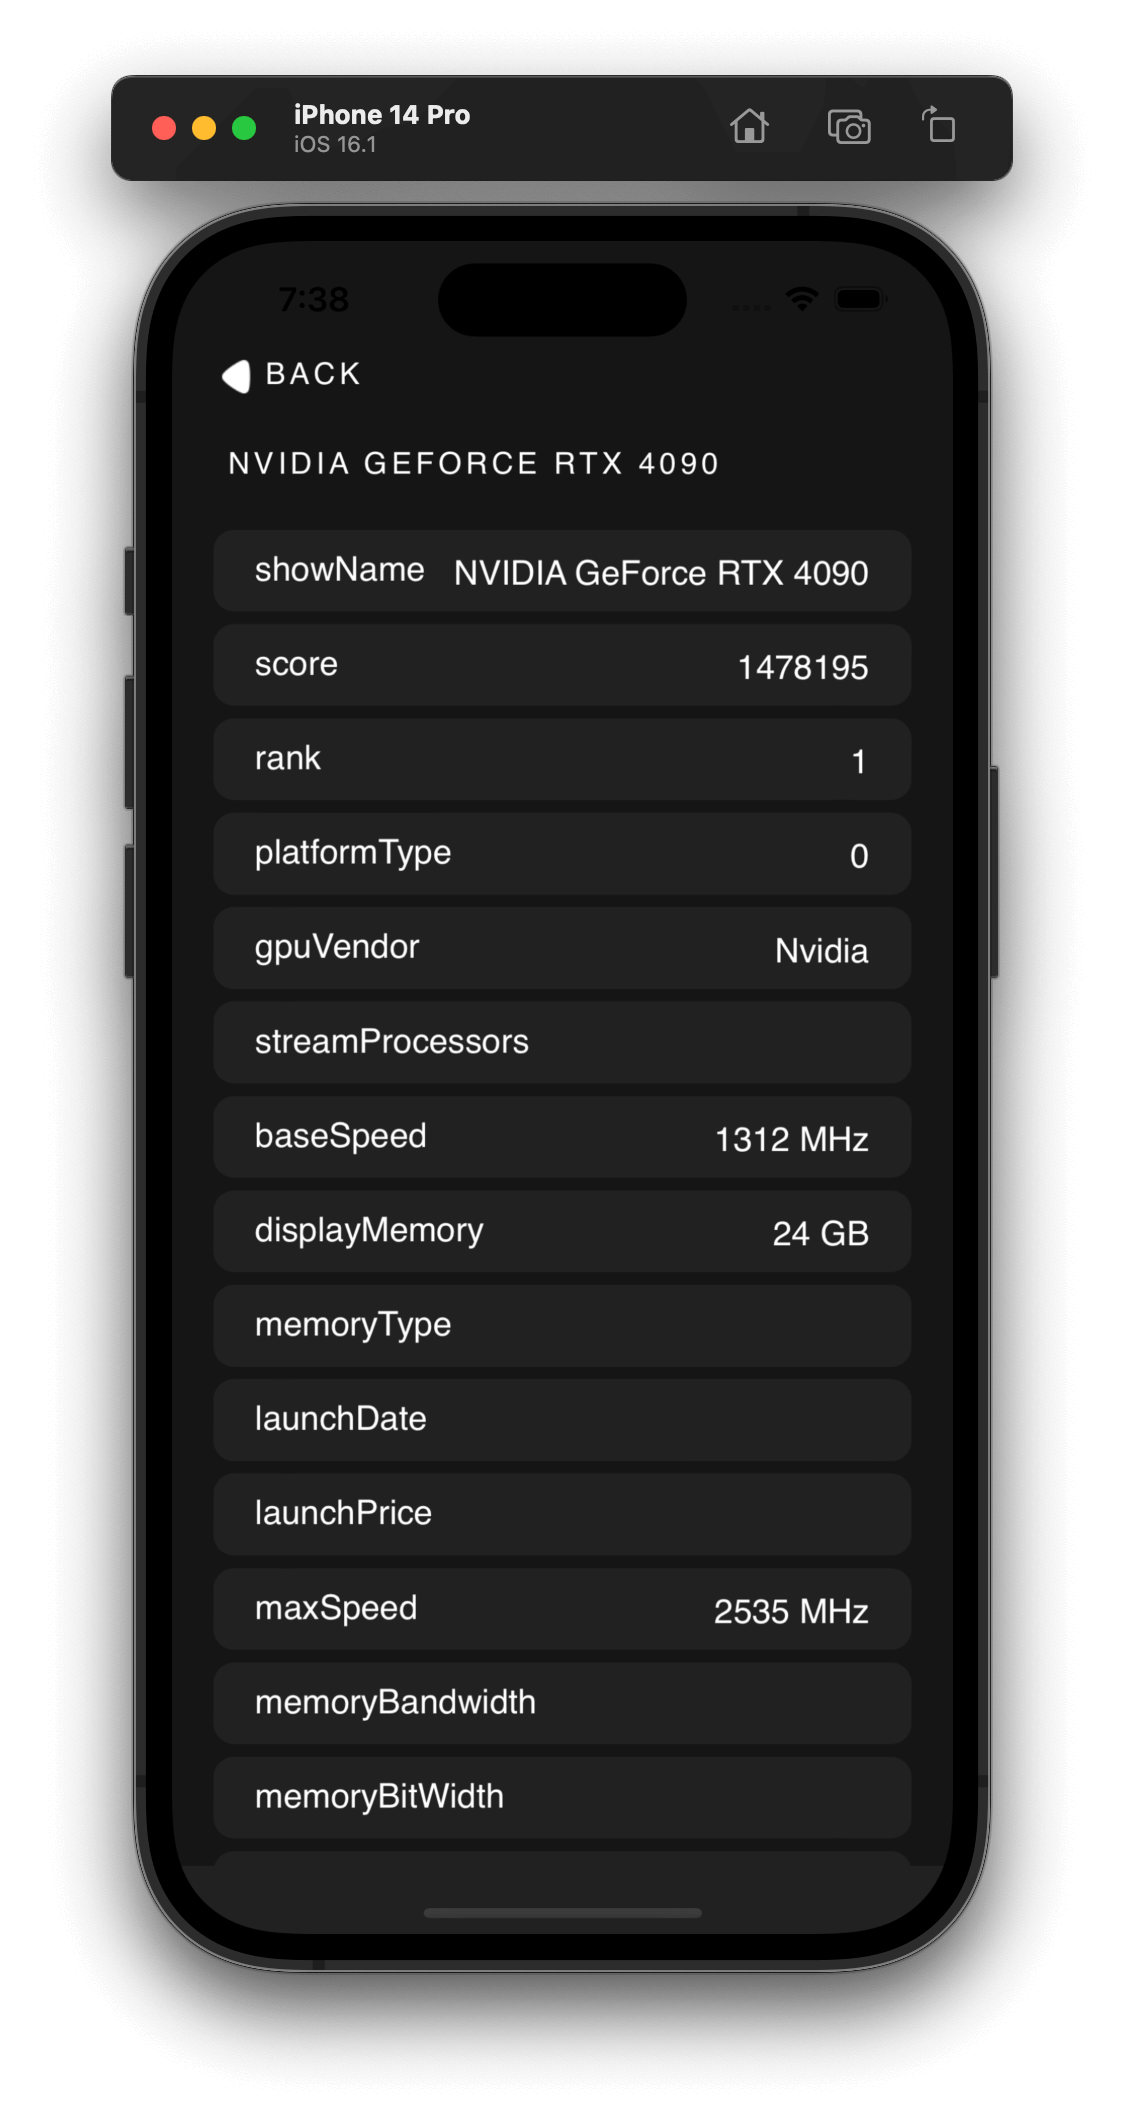 iPhone 14 Pro
iOS 16.1
7:38
BACK
NVIDIA GEFORCE RTX 4090
showName NVIDIA GeForce RTX 4090
score 1478195
rank 1
platformType 0
gpuVendor Nvidia
streamProcessors
baseSpeed 1312 MHz
displayMemory 24 GB
memoryType
launchDate
launchPrice
maxSpeed 2535 MHz
memoryBandwidth
memoryBitWidth